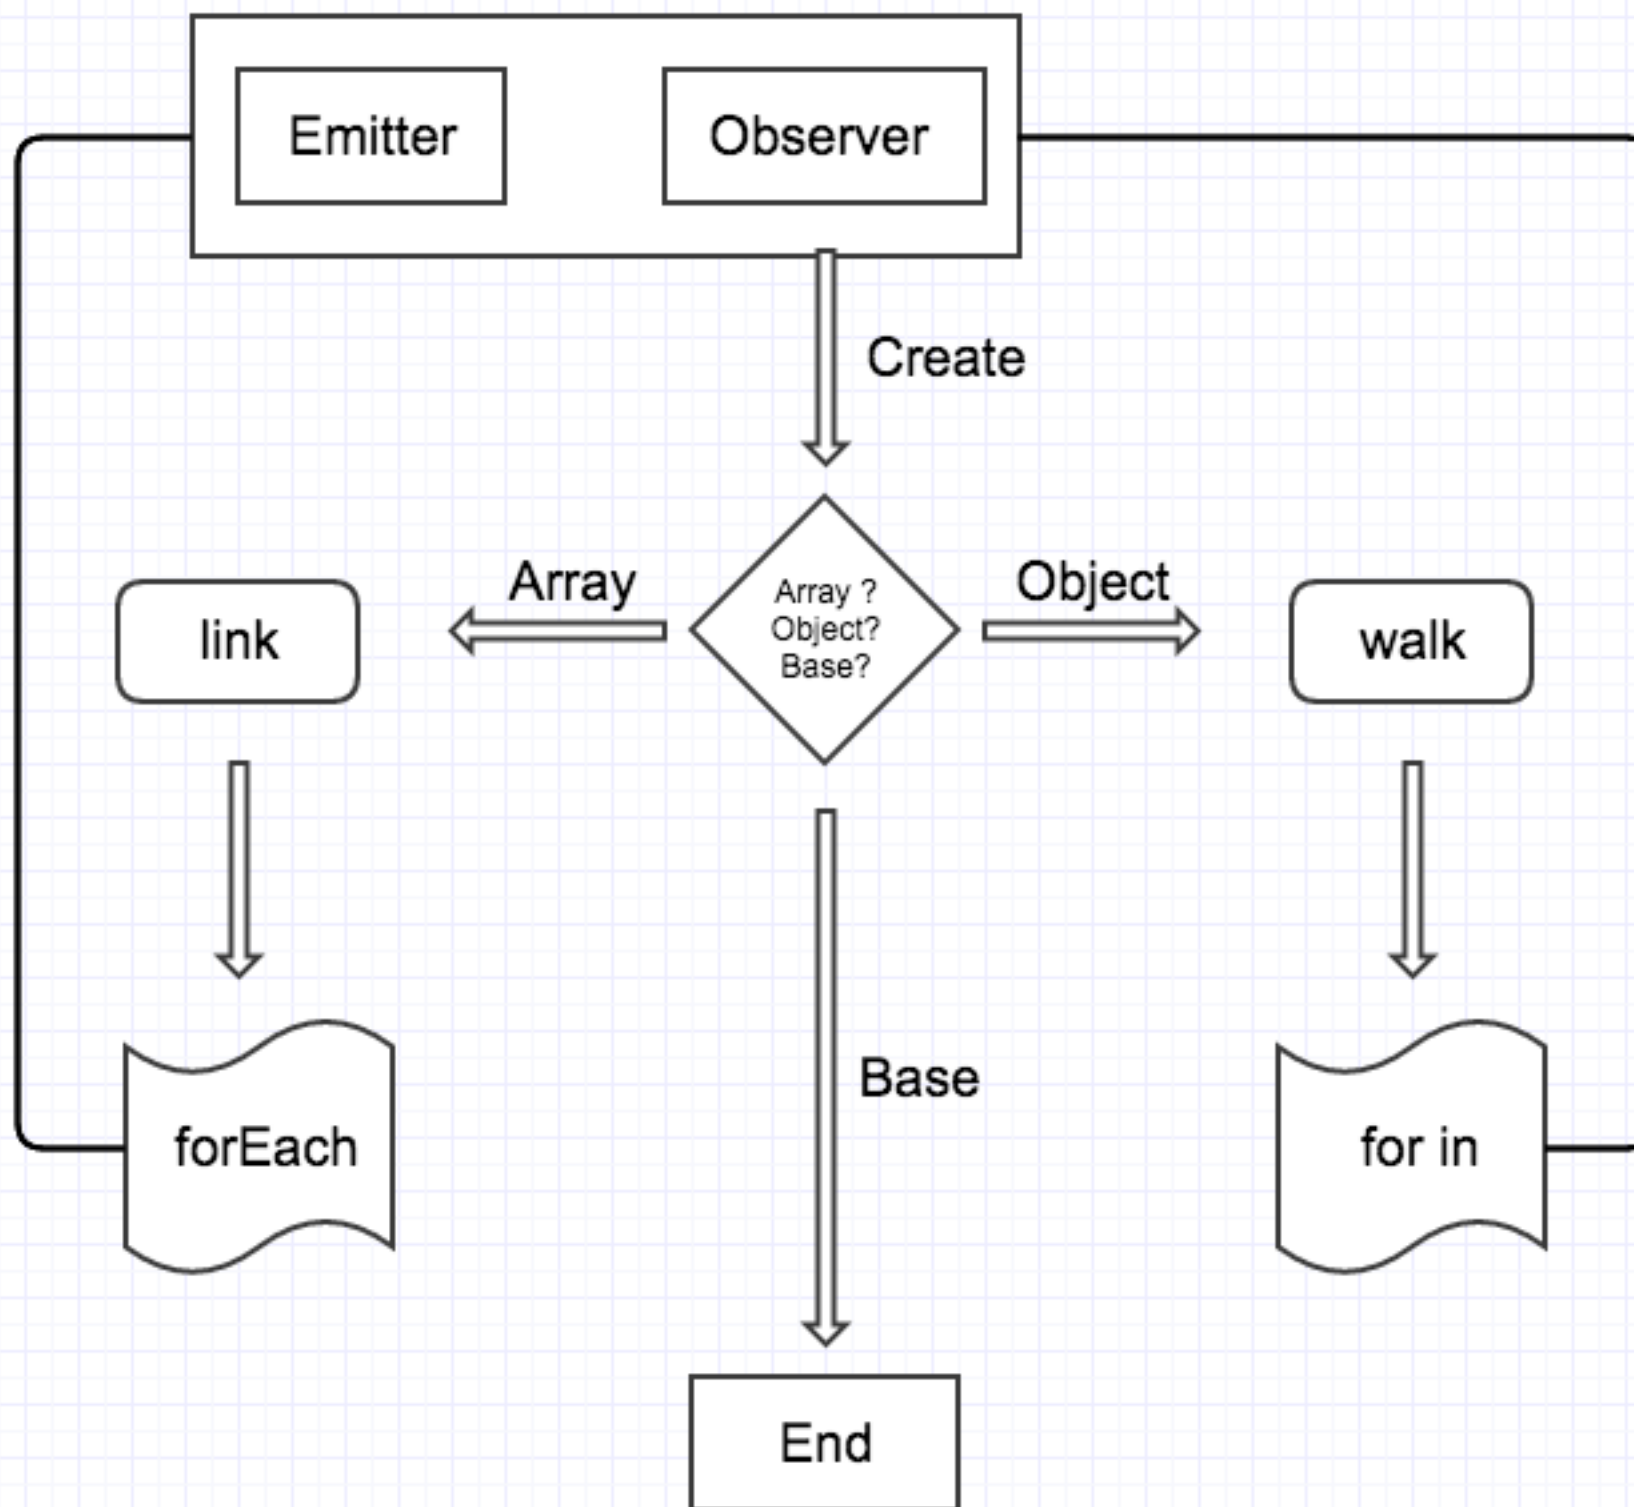 Emitter
Observer
Create
Array
Object
Array ?
Object?
Base?
link
walk
Base
forEach
for in
End